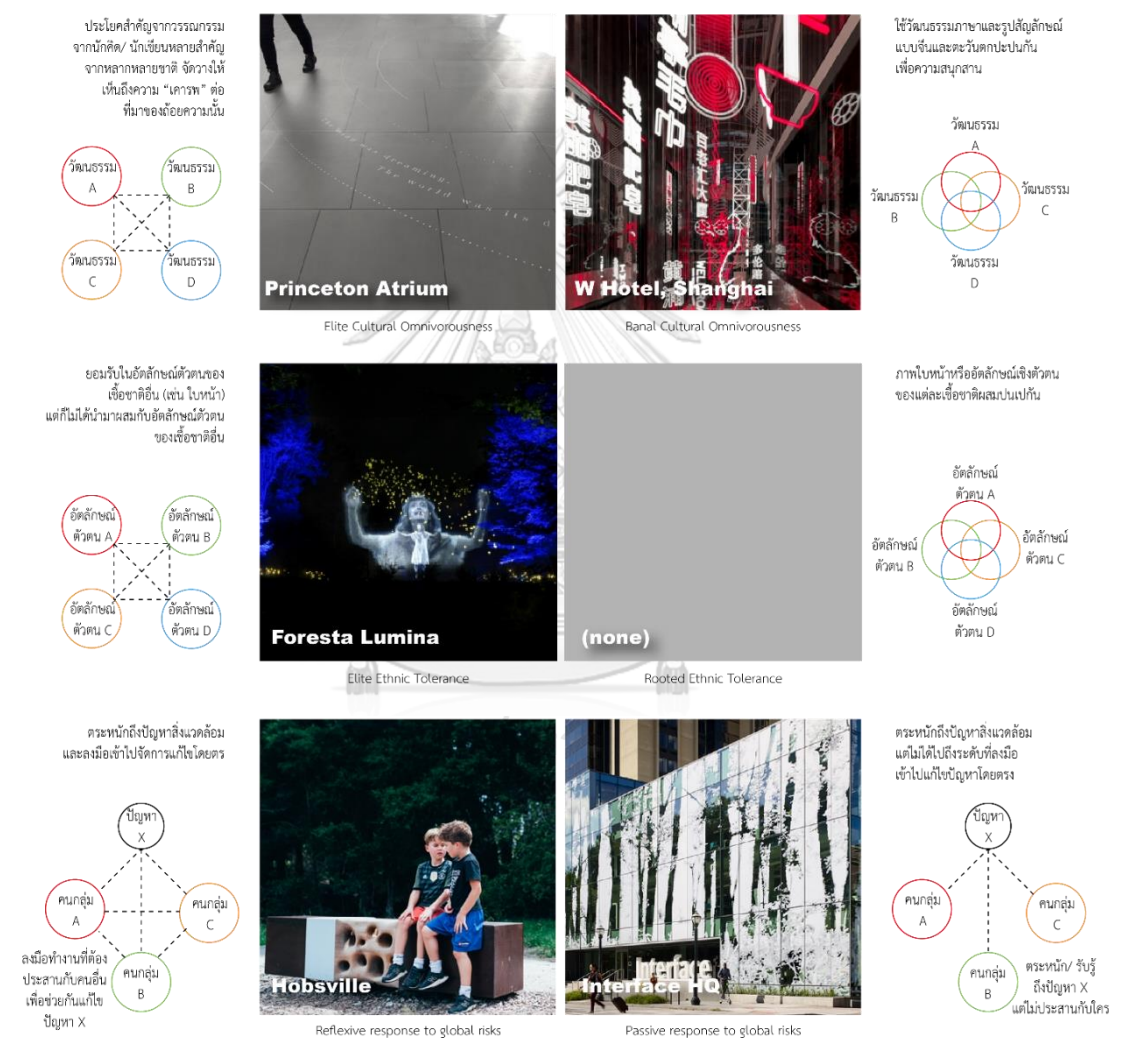 ประโยคสำคัญจากวรรณกรรม
จากนักคิด/ นักเขียนหลายสำคัญ
จากหลากหลายชาติ จัดวางให้
เห็นถึงความ “เคารพ” ต่อ
ที่มาของถ้อยความนั้น
วัฒนธรรม
A
วัฒนธรรม
B
วัฒนธรรม
C
วัฒนธรรม
D
The world was its
Princeton Atrium
Elite Cultural Omnivorousness
W Hotel, Shanghai
Banal Cultural Omnivorousness
ใช้วัฒนธรรมภาษาและรูปสัญลักษณ์
แบบจีนและตะวันตกปะปนกัน
เพื่อความสนุกสาน
วัฒนธรรม
A
วัฒนธรรม
B
วัฒนธรรม
C
วัฒนธรรม
D
ยอมรับในอัตลักษณ์ตัวตนของ
เชื้อชาติอื่น (เช่น ใบหน้า)
แต่ก็ไม่ได้นำมาผสมกับอัตลักษณ์ตัวตน
ของเชื้อชาติอื่น
อัตลักษณ์
ตัวตน A
อัตลักษณ์
ตัวตน B
อัตลักษณ์
ตัวตน C
อัตลักษณ์
ตัวตน D
Foresta Lumina
Elite Ethnic Tolerance
(none)
Rooted Ethnic Tolerance
ภาพใบหน้าหรืออัตลักษณ์เชิงตัวตน
ของแต่ละเชื้อชาติผสมปนเปกัน
อัตลักษณ์
ตัวตน A
อัตลักษณ์
ตัวตน B
อัตลักษณ์
ตัวตน C
อัตลักษณ์
ตัวตน D
ตระหนักถึงปัญหาสิ่งแวดล้อม
และลงมือเข้าไปจัดการแก้ไขโดยตร
ปัญหา
X
คนกลุ่ม
A
คนกลุ่ม
C
คนกลุ่ม
B
ลงมือทำงานที่ต้อง
ประสานกับคนอื่น
เพื่อช่วยกันแก้ไข
ปัญหา X
Hobsville
Reflexive response to global risks
Interface
Interface HQ
Passive response to global risks
ตระหนักถึงปัญหาสิ่งแวดล้อม
แต่ไม่ได้ไปถึงระดับที่ลงมือ
เข้าไปแก้ไขปัญหาโดยตรง
ปัญหา
X
คนกลุ่ม
A
คนกลุ่ม
C
คนกลุ่ม
B
ตระหนัก/ รับรู้
ถึงปัญหา X
แต่ไม่ประสานกับใคร